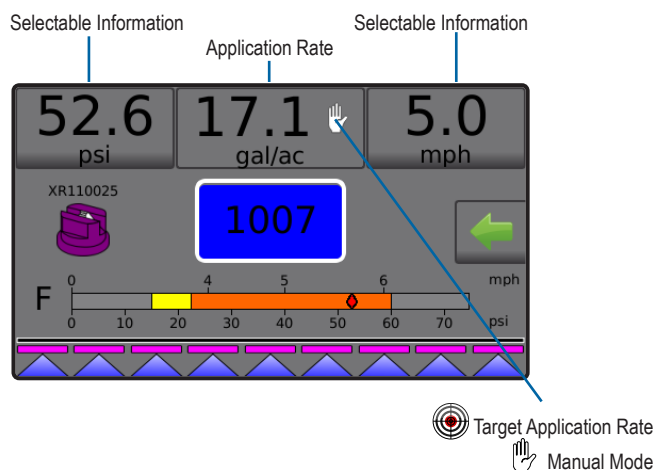 Selectable Information
Selectable Information
Application Rate
52.6
psi
17.1
gal/ac
5.0
mph
XR110025
1007
0 4 5 6 mph
F
0 10 20 30 40 50 60 70 psi
Target Application Rate
Manual Mode